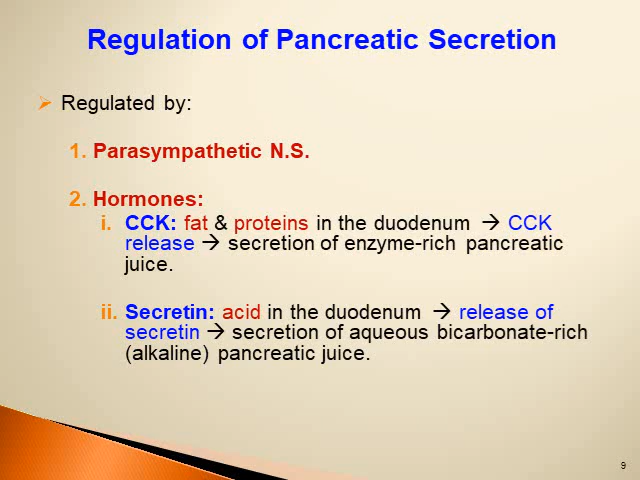 Regulation of Pancreatic Secretion
➢ Regulated by:
1. Parasympathetic N.S.
2. Hormones:
i. CCK: fat & proteins in the duodenum → CCK
release → secretion of enzyme-rich pancreatic
juice.
ii. Secretin: acid in the duodenum → release of
secretin → secretion of aqueous bicarbonate-rich
(alkaline) pancreatic juice.
9